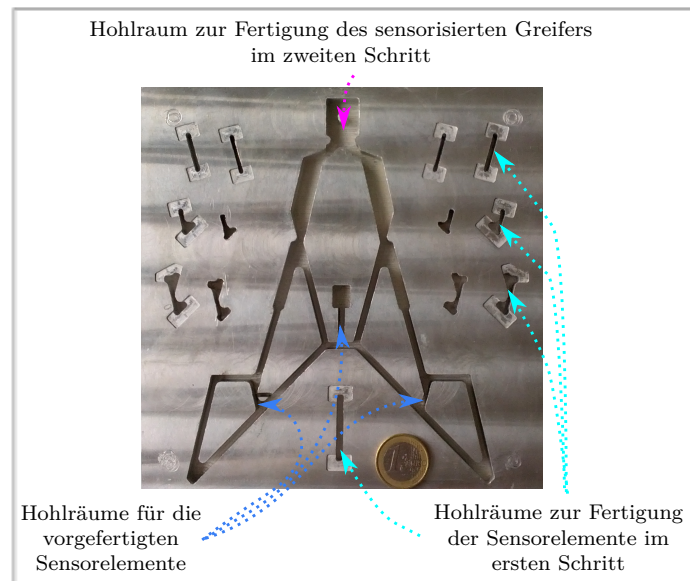 Hohlraum zur Fertigung des sensorisierten Greifers
im zweiten Schritt
Hohlräume für die
vorgefertigten
Sensorelemente
Hohlräume zur Fertigung
der Sensorelemente im
ersten Schritt